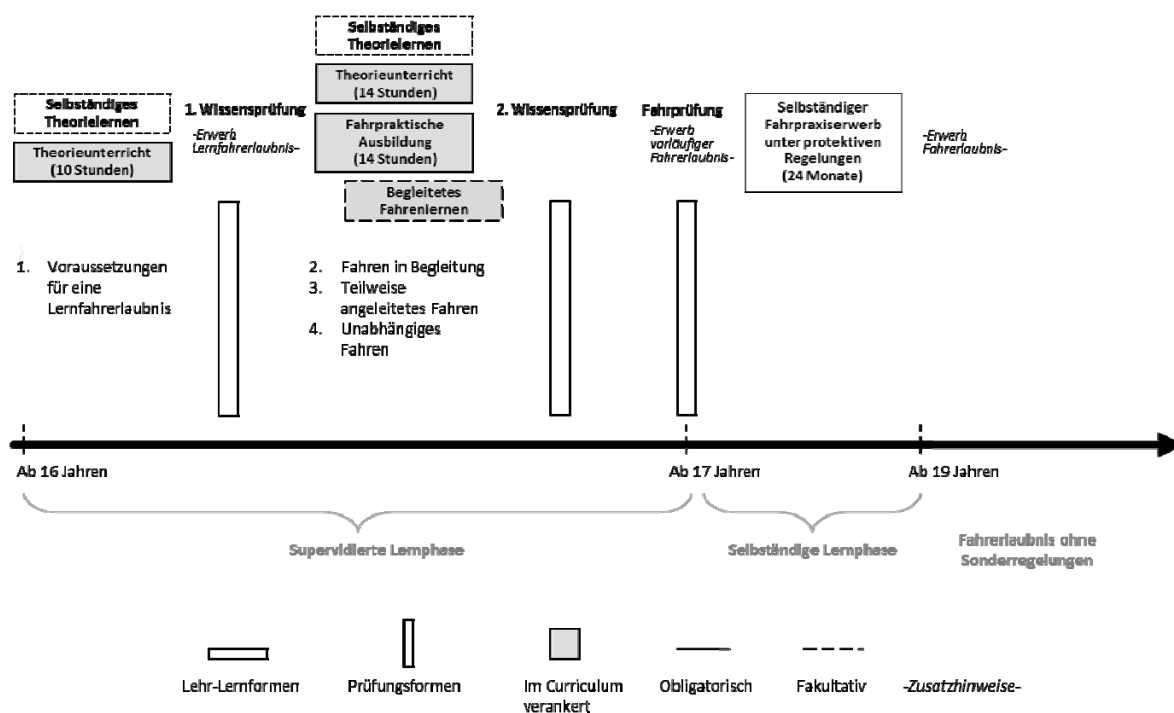 Selbständiges
Theorielernen
Theorieunterricht
(10 Stunden)
1. Wissensprüfung
-Erwerb
Lernfahrerlaubnis-
Selbständiges
Theorielernen
Theorieunterricht
(14 Stunden)
Fahrpraktische
Ausbildung
(14 Stunden)
Begleitetes
Fahrenlernen
2. Wissensprüfung
Fahrprüfung
-Erwerb
vorläufiger
Fahrerlaubnis-
Selbständiger
Fahrpraxiserwerb
unter protektiven
Regelungen
(24 Monate)
-Erwerb
Fahrerlaubnis-
1. Voraussetzungen
für eine
Lernfahrerlaubnis
2. Fahren in Begleitung
3. Teilweise
angeleitetes Fahren
4. Unabhängiges
Fahren
Ab 16 Jahren
Ab 17 Jahren
Ab 19 Jahren
Supervidierte Lernphase
Selbständige Lernphase
Fahrerlaubnis ohne
Sonderregelungen
Lehr-Lernformen
Prüfungsformen
Im Curriculum
verankert
Obligatorisch
Fakultativ
-Zusatzhinweise-